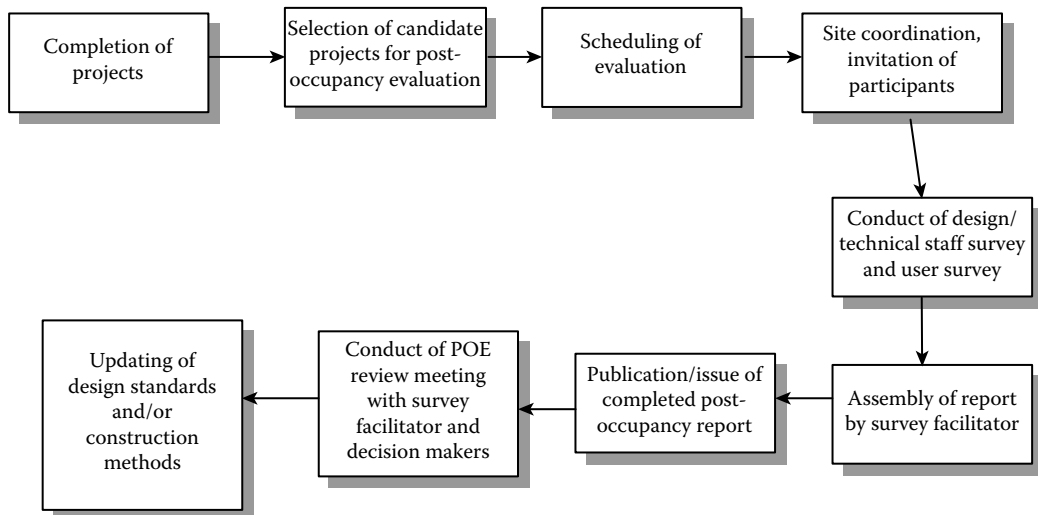 Completion of
projects
Selection of candidate
projects for post-
occupancy evaluation
Scheduling of
evaluation
Site coordination,
invitation of
participants
Conduct of design/
technical staff survey
and user survey
Assembly of report
by survey facilitator
Publication/issue of
completed post-
occupancy report
Conduct of POE
review meeting
with survey
facilitator and
decision makers
Updating of
design standards
and/or
construction
methods